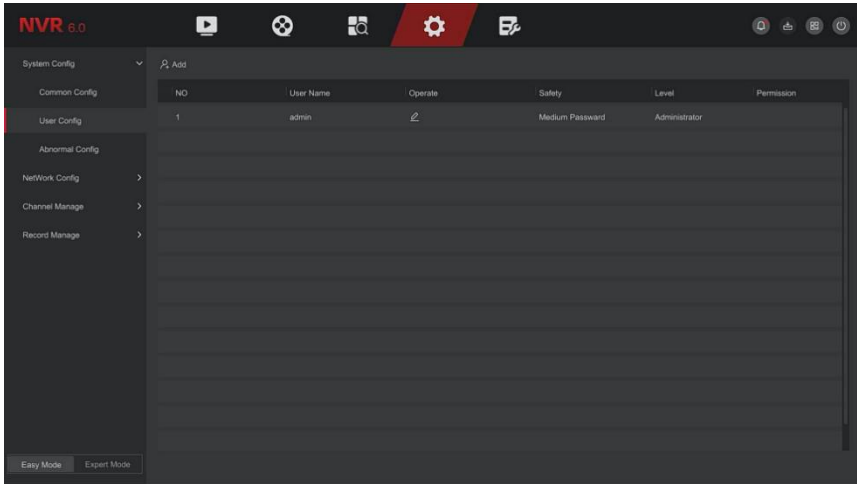 NVR 6.0
System Config
Common Config
User Config
Abnormal Config
NetWork Config
Channel Manage
Record Manage
Easy Mode Expert Mode
Add
NO User Name Operate Safety Level Permission
1 admin Medium Passward Administrator